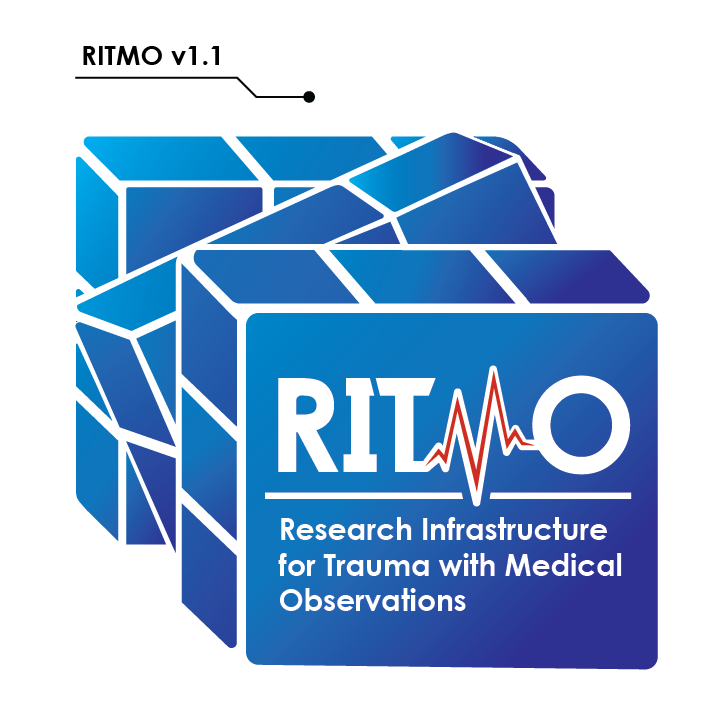 RITMO v1.1
RITMO
Research Infrastructure
for Trauma with Medical
Observations